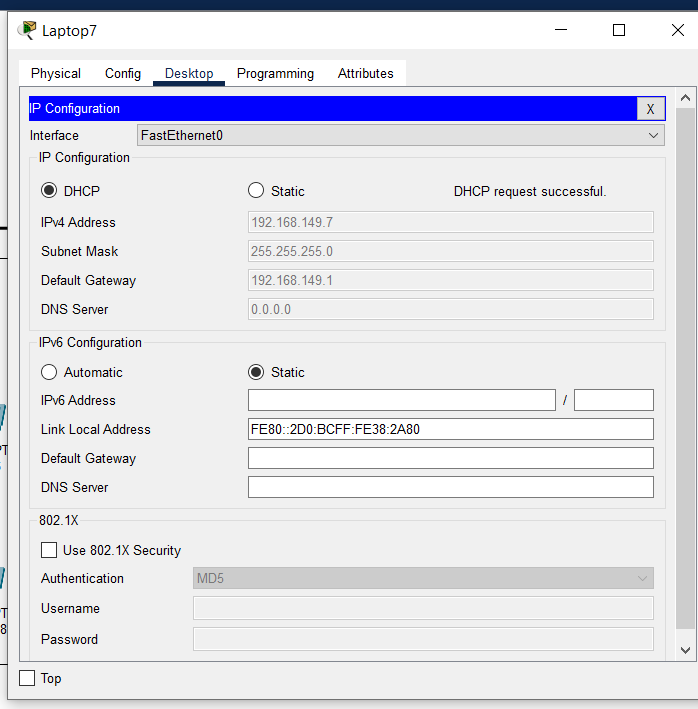 Laptop7
Physical Config Desktop Programming Attributes
IP Configuration X
Interface FastEthernet0
IP Configuration
DHCP Static DHCP request successful.
IPv4 Address 192.168.149.7
Subnet Mask 255.255.255.0
Default Gateway 192.168.149.1
DNS Server 0.0.0.0
IPv6 Configuration
Automatic Static
IPv6 Address /
Link Local Address FE80::2D0:BCFF:FE38:2A80
Default Gateway
DNS Server
802.1X
Use 802.1X Security
Authentication MD5
Username
Password
Top